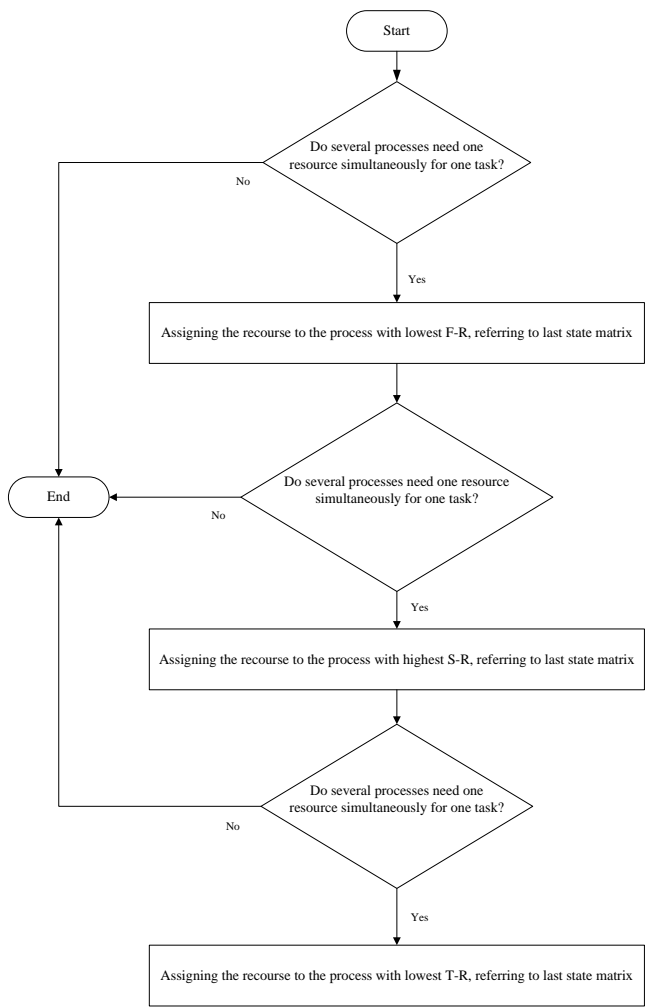 Start
Do several processes need one
resource simultaneously for one task?
No
Yes
Assigning the recourse to the process with lowest F-R, referring to last state matrix
Do several processes need one resource
simultaneously for one task?
End
No
Yes
Assigning the recourse to the process with highest S-R, referring to last state matrix
Do several processes need one
resource simultaneously for one task?
No
Yes
Assigning the recourse to the process with lowest T-R, referring to last state matrix